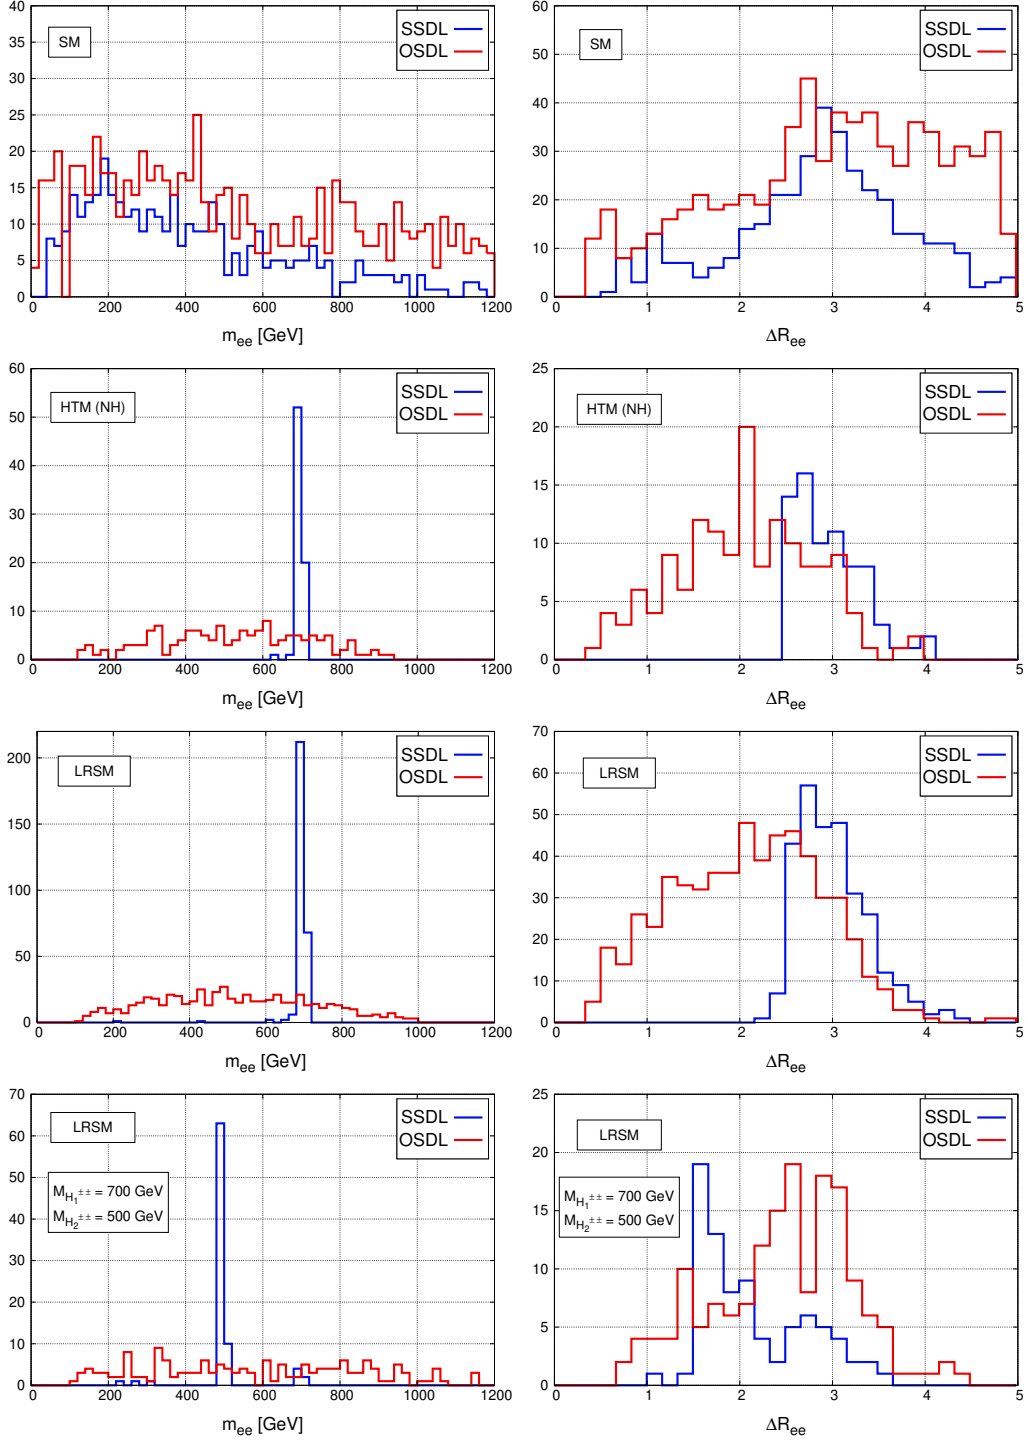 40
35
30
25
20
15
10
5
0
SM
SSDL
OSDL
0 200 400 600 800 1000 1200
m_ee [GeV]
60
50
40
30
20
10
0
SM
SSDL
OSDL
0 1 2 3 4 5
ΔR_ee
60
50
40
30
20
10
0
HTM (NH)
SSDL
OSDL
0 200 400 600 800 1000 1200
m_ee [GeV]
25
20
15
10
5
0
HTM (NH)
SSDL
OSDL
0 1 2 3 4 5
ΔR_ee
200
150
100
50
0
LRSM
SSDL
OSDL
0 200 400 600 800 1000 1200
m_ee [GeV]
70
60
50
40
30
20
10
0
LRSM
SSDL
OSDL
0 1 2 3 4 5
ΔR_ee
70
60
50
40
30
20
10
0
LRSM
SSDL
OSDL
M_H₁^±± = 700 GeV
M_H₂^±± = 500 GeV
0 200 400 600 800 1000 1200
m_ee [GeV]
25
20
15
10
5
0
LRSM
SSDL
OSDL
M_H₁^±± = 700 GeV
M_H₂^±± = 500 GeV
0 1 2 3 4 5
ΔR_ee